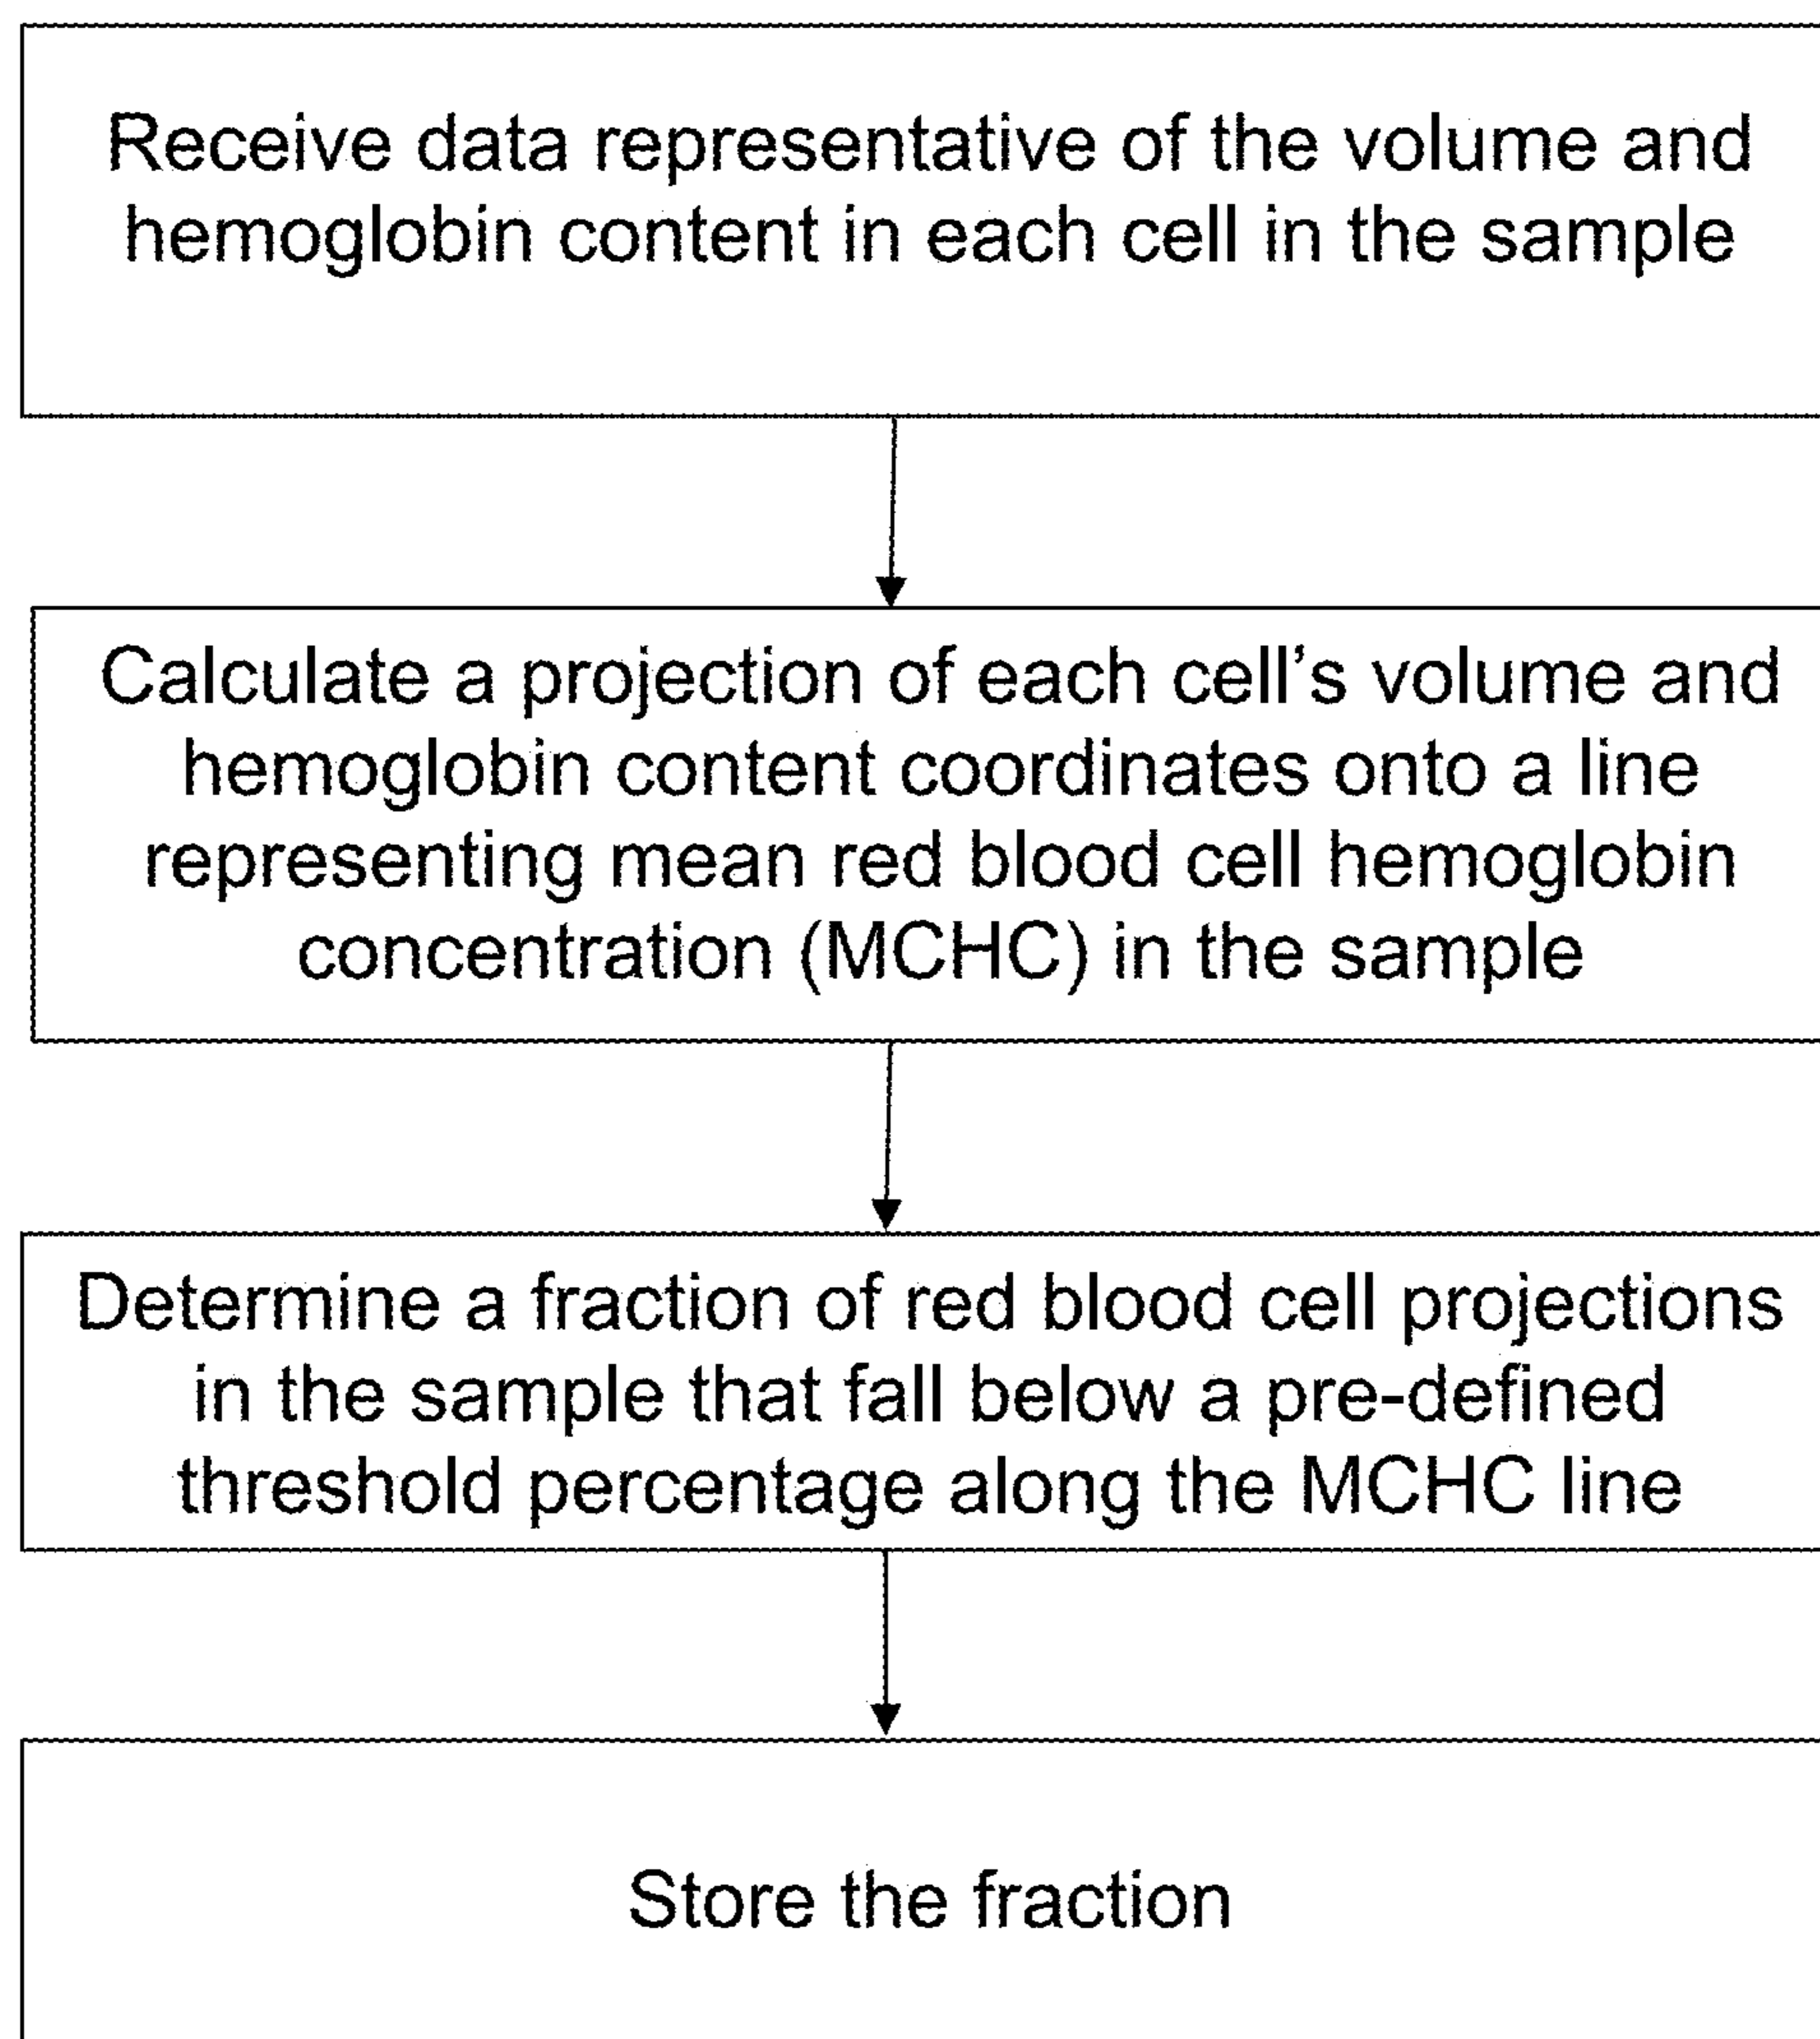 Receive data representative of the volume and
hemoglobin content in each cell in the sample
Calculate a projection of each cell's volume and
hemoglobin content coordinates onto a line
representing mean red blood cell hemoglobin
concentration (MCHC) in the sample
Determine a fraction of red blood cell projections
in the sample that fall below a pre-defined
threshold percentage along the MCHC line
Store the fraction